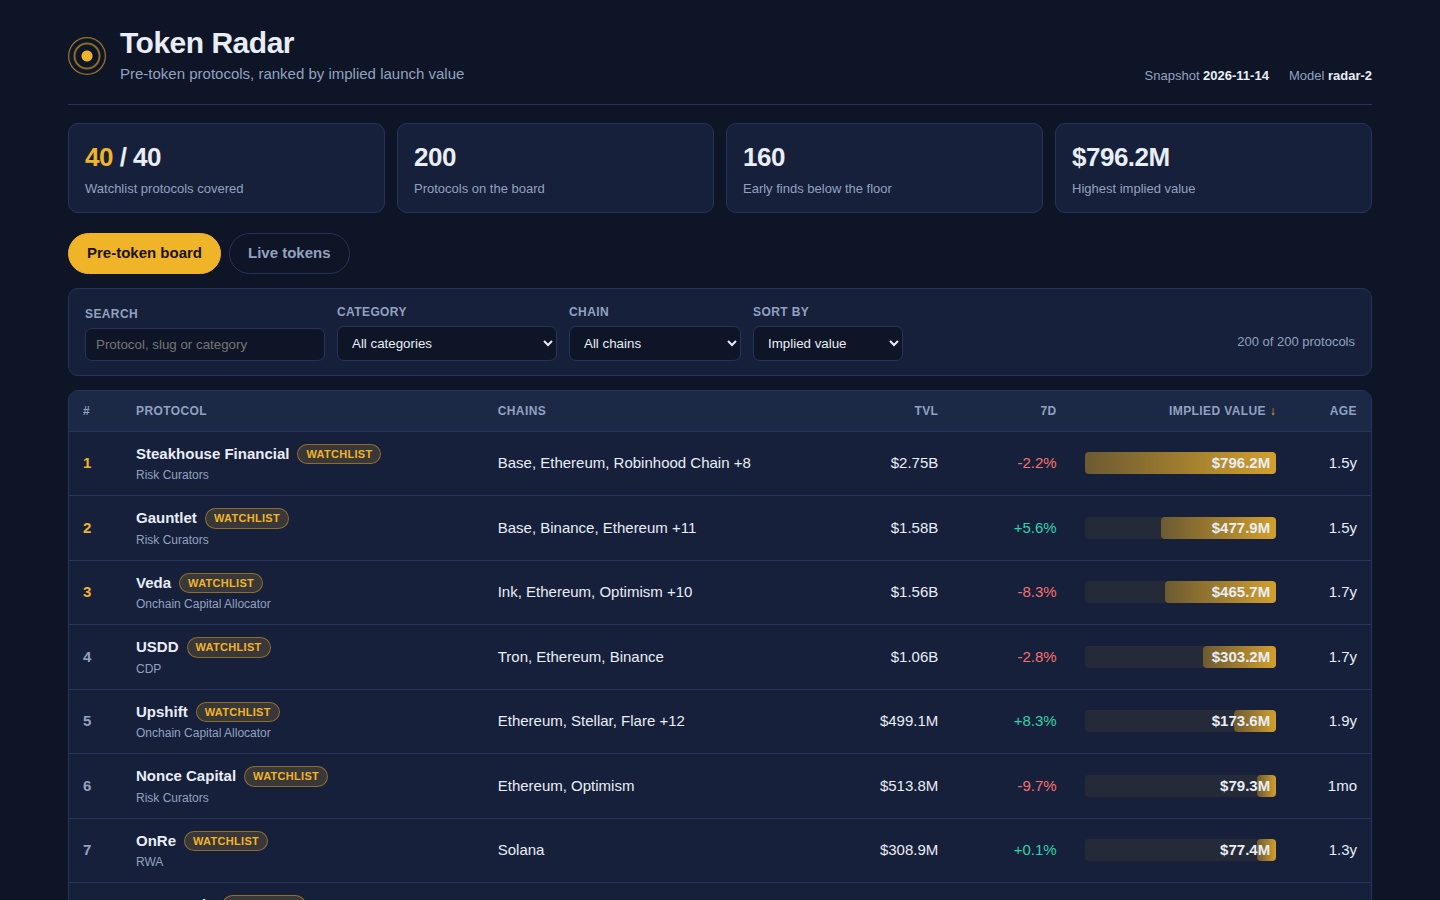 Token Radar
Pre-token protocols, ranked by implied launch value
Snapshot 2026-11-14 Model radar-2
40 / 40
Watchlist protocols covered
200
Protocols on the board
160
Early finds below the floor
$796.2M
Highest implied value
Pre-token board
Live tokens
SEARCH
Protocol, slug or category
CATEGORY
All categories
CHAIN
All chains
SORT BY
Implied value
200 of 200 protocols
# PROTOCOL CHAINS TVL 7D IMPLIED VALUE ↓ AGE
1 Steakhouse Financial WATCHLIST Base, Ethereum, Robinhood Chain +8 $2.75B -2.2% $796.2M 1.5y
Risk Curators
2 Gauntlet WATCHLIST Base, Binance, Ethereum +11 $1.58B +5.6% $477.9M 1.5y
Risk Curators
3 Veda WATCHLIST Ink, Ethereum, Optimism +10 $1.56B -8.3% $465.7M 1.7y
Onchain Capital Allocator
4 USDD WATCHLIST Tron, Ethereum, Binance $1.06B -2.8% $303.2M 1.7y
CDP
5 Upshift WATCHLIST Ethereum, Stellar, Flare +12 $499.1M +8.3% $173.6M 1.9y
Onchain Capital Allocator
6 Nonce Capital WATCHLIST Ethereum, Optimism $513.8M -9.7% $79.3M 1mo
Risk Curators
7 OnRe WATCHLIST Solana $308.9M +0.1% $77.4M 1.3y
RWA